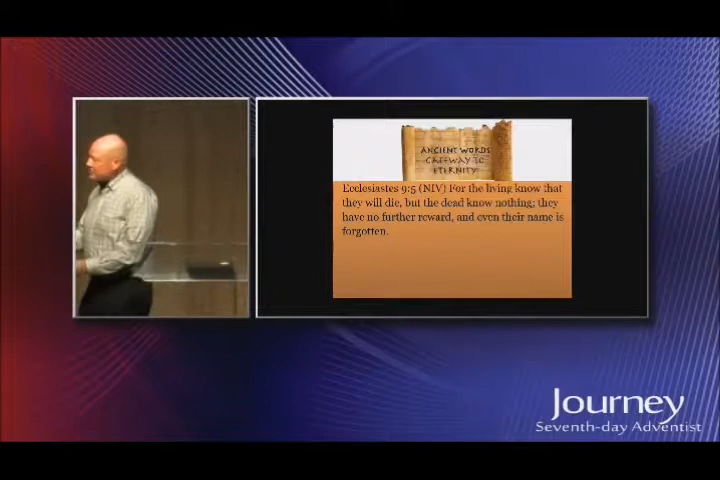 ANCIENT WORDS
GATEWAY TO
ETERNITY
Ecclesiastes 9:5 (NIV) For the living know that
they will die, but the dead know nothing; they
have no further reward, and even their name is
forgotten.
Journey
Seventh-day Adventist